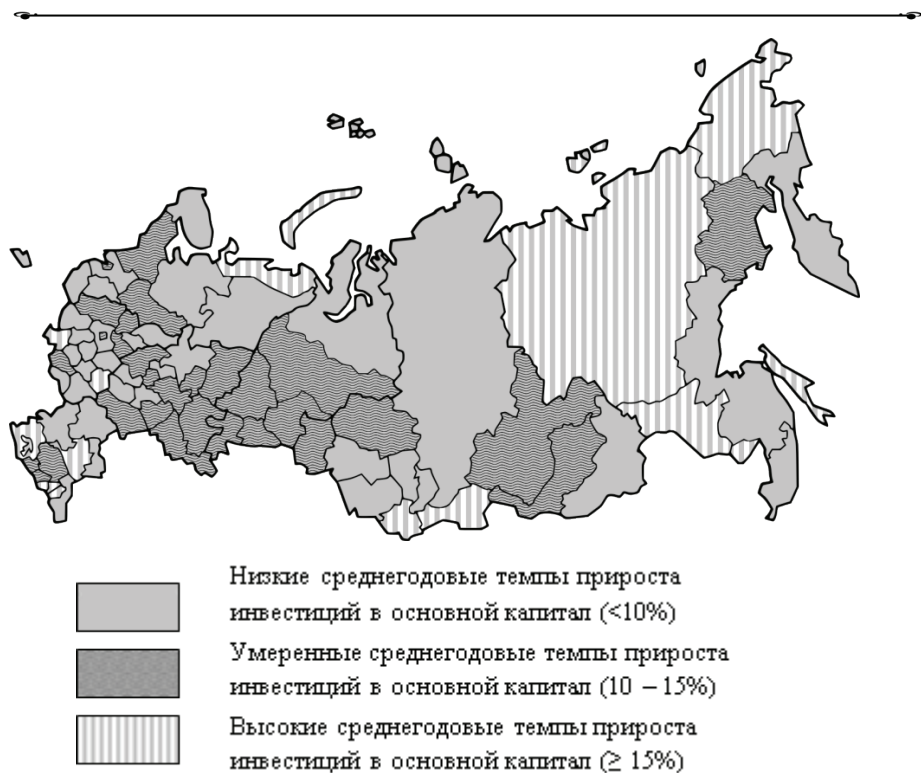 Низкие среднегодовые темпы прироста
инвестиций в основной капитал (<10%)
Умеренные среднегодовые темпы прироста
инвестиций в основной капитал (10 – 15%)
Высокие среднегодовые темпы прироста
инвестиций в основной капитал (≥ 15%)